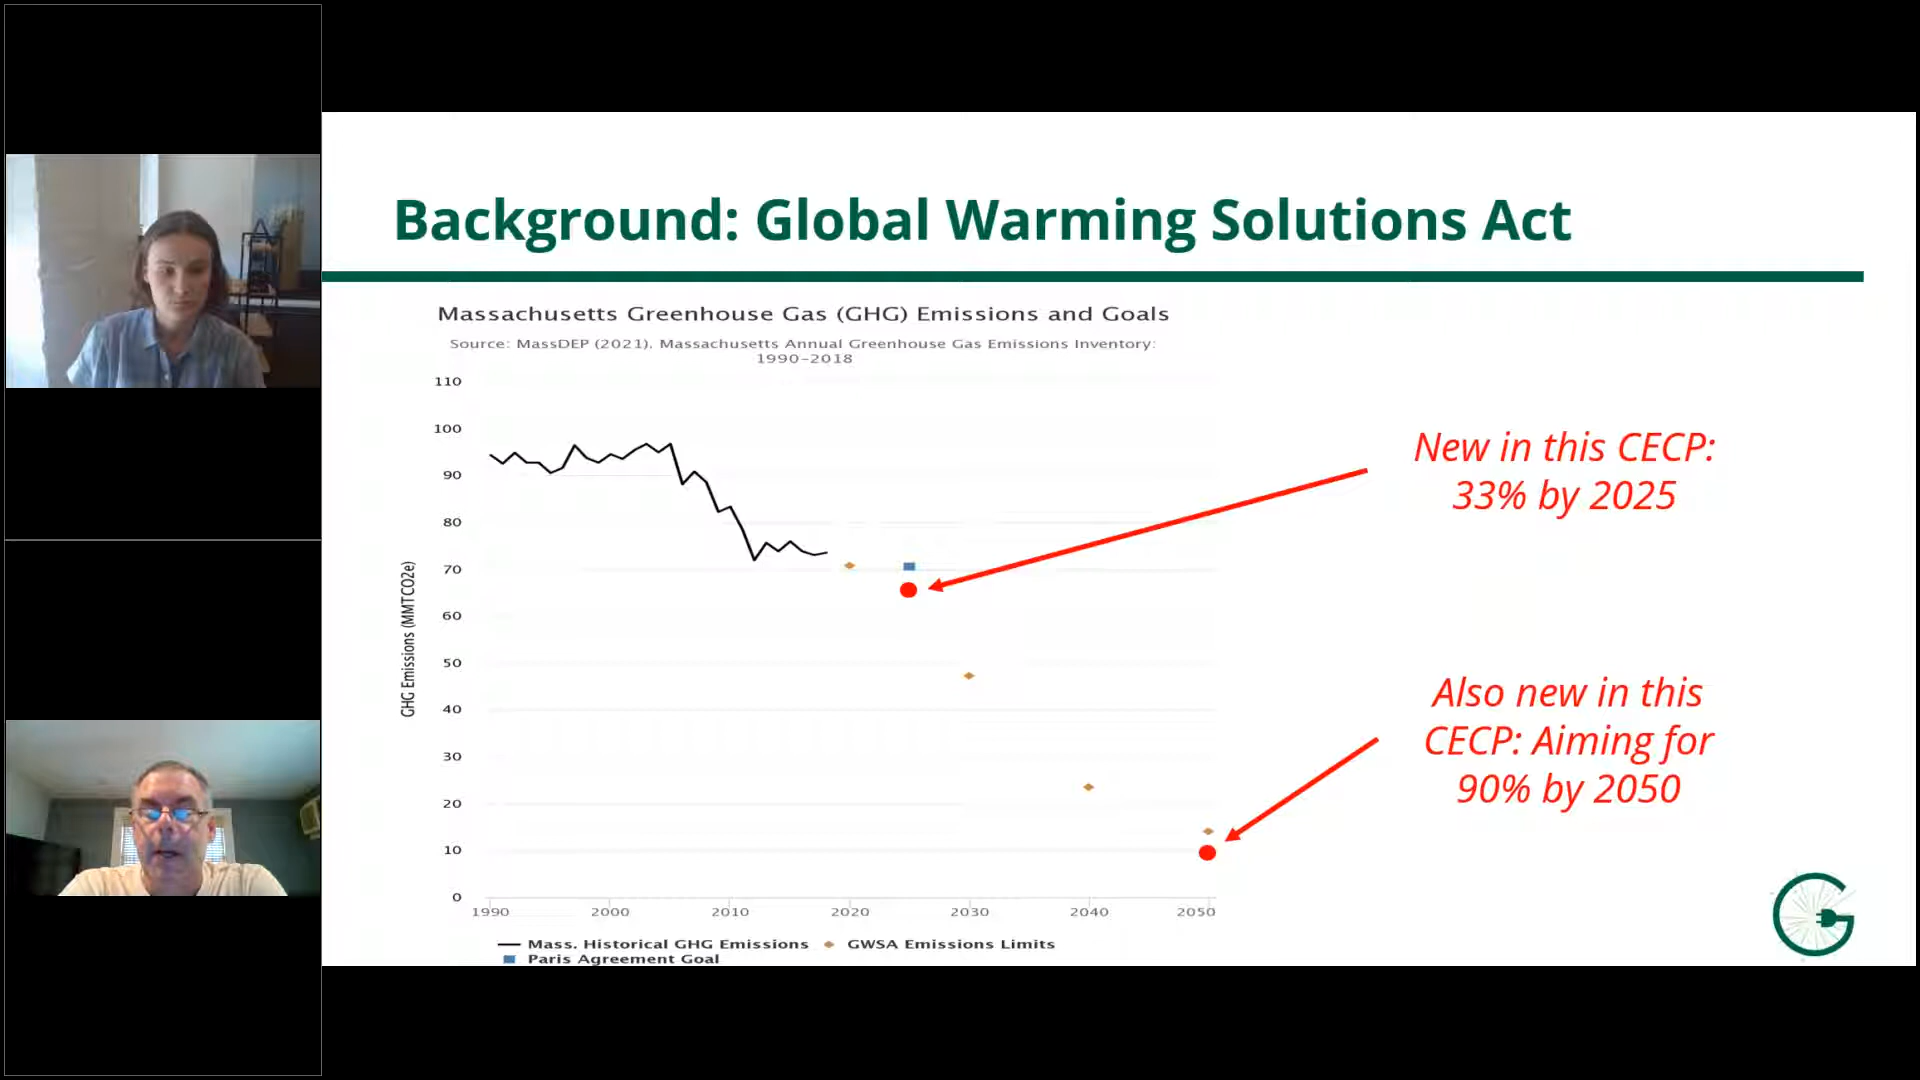 Background: Global Warming Solutions Act
Massachusetts Greenhouse Gas (GHG) Emissions and Goals
Source: MassDEP (2021). Massachusetts Annual Greenhouse Gas Emissions Inventory:
1990-2018
110
100
90
80
70
60
50
40
30
20
10
0
GHG Emissions (MMTCO2e)
1990 2000 2010 2020 2030 2040 2050
Mass. Historical GHG Emissions GWSA Emissions Limits
Paris Agreement Goal
New in this CECP:
33% by 2025
Also new in this
CECP: Aiming for
90% by 2050